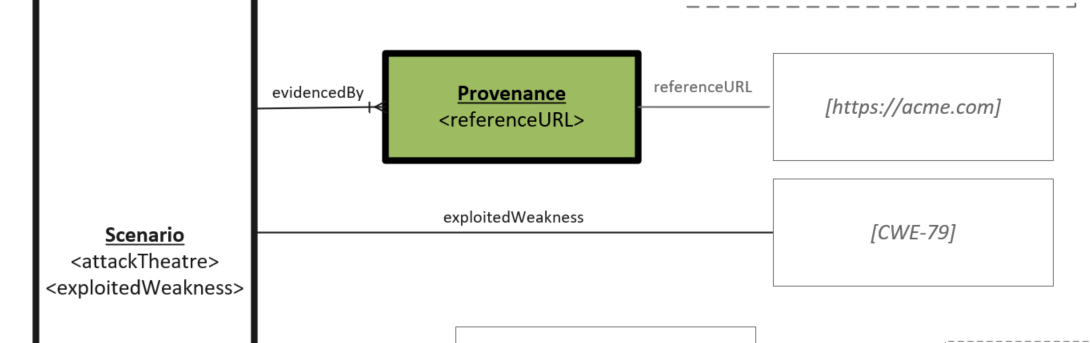 evidencedBy
Provenance
<referenceURL>
referenceURL
[https://acme.com]
exploitedWeakness
[CWE-79]
Scenario
<attackTheatre>
<exploitedWeakness>